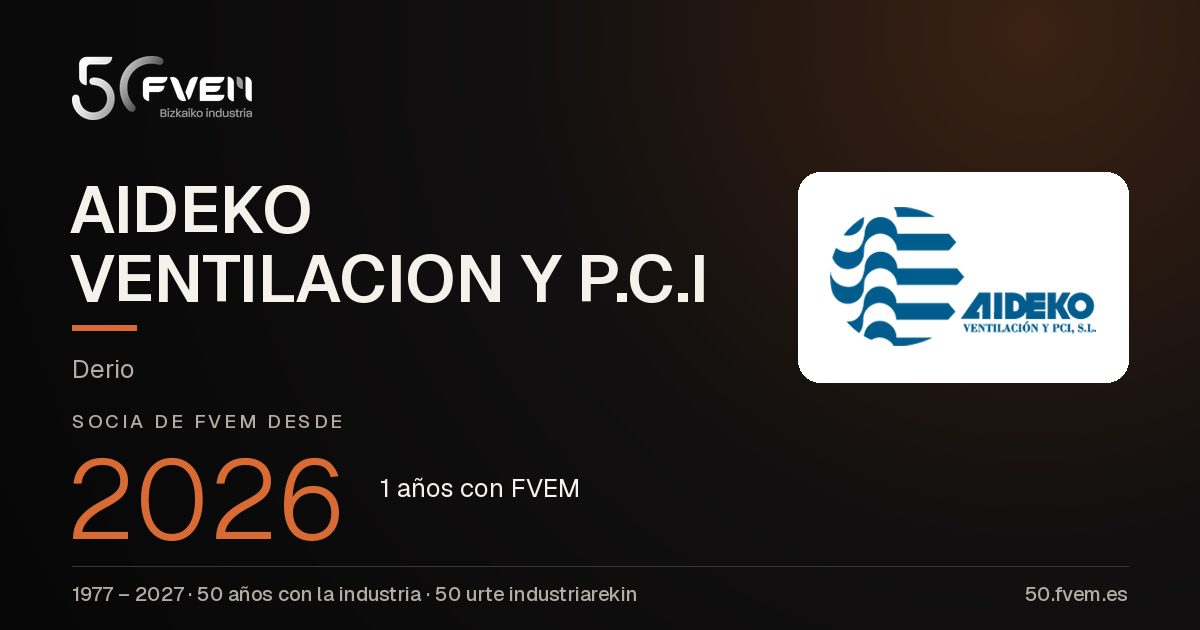 50 FVEM
Bizkaiko industria
AIDEKO
VENTILACION Y P.C.I
Derio
SOCIA DE FVEM DESDE
2026
1 años con FVEM
AIDEKO
VENTILACIÓN Y PCI, S.L.
1977 – 2027 · 50 años con la industria · 50 urte industriarekin
50.fvem.es